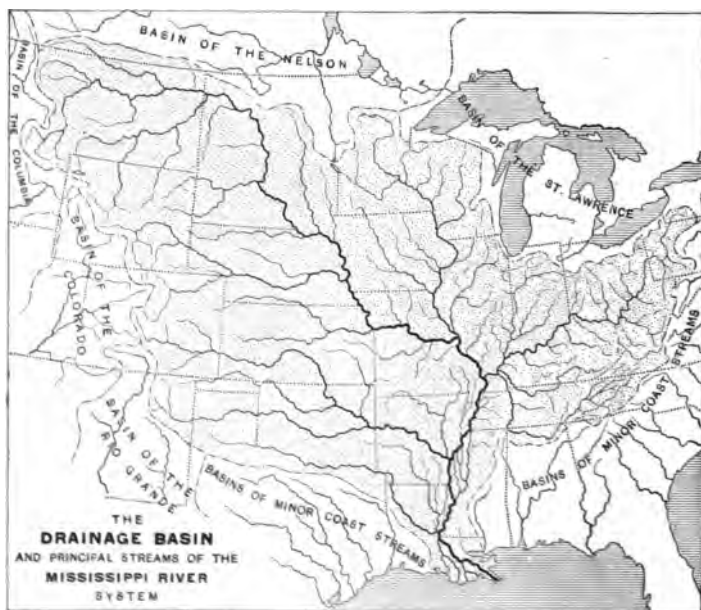 BASIN OF THE NELSON
BASIN OF THE COLUMBIA
BASIN OF THE ST. LAWRENCE
BASIN OF THE
COLORADO
BASIN OF THE
RIO GRANDE
BASINS OF MINOR COAST STREAMS
BASINS OF MINOR COAST STREAMS
THE
DRAINAGE BASIN
AND PRINCIPAL STREAMS OF THE
MISSISSIPPI RIVER
SYSTEM